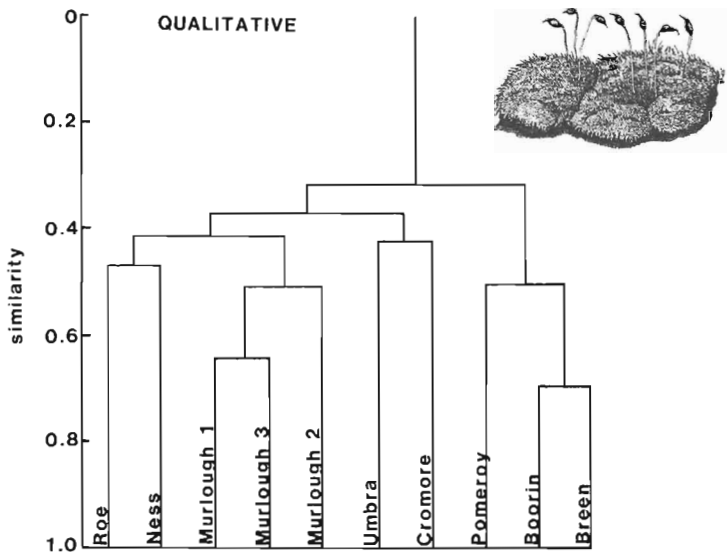 QUALITATIVE
similarity
0
0.2
0.4
0.6
0.8
1.0
Roe
Ness
Murlough 1
Murlough 3
Murlough 2
Umbra
Cromore
Pomeroy
Boorin
Breen